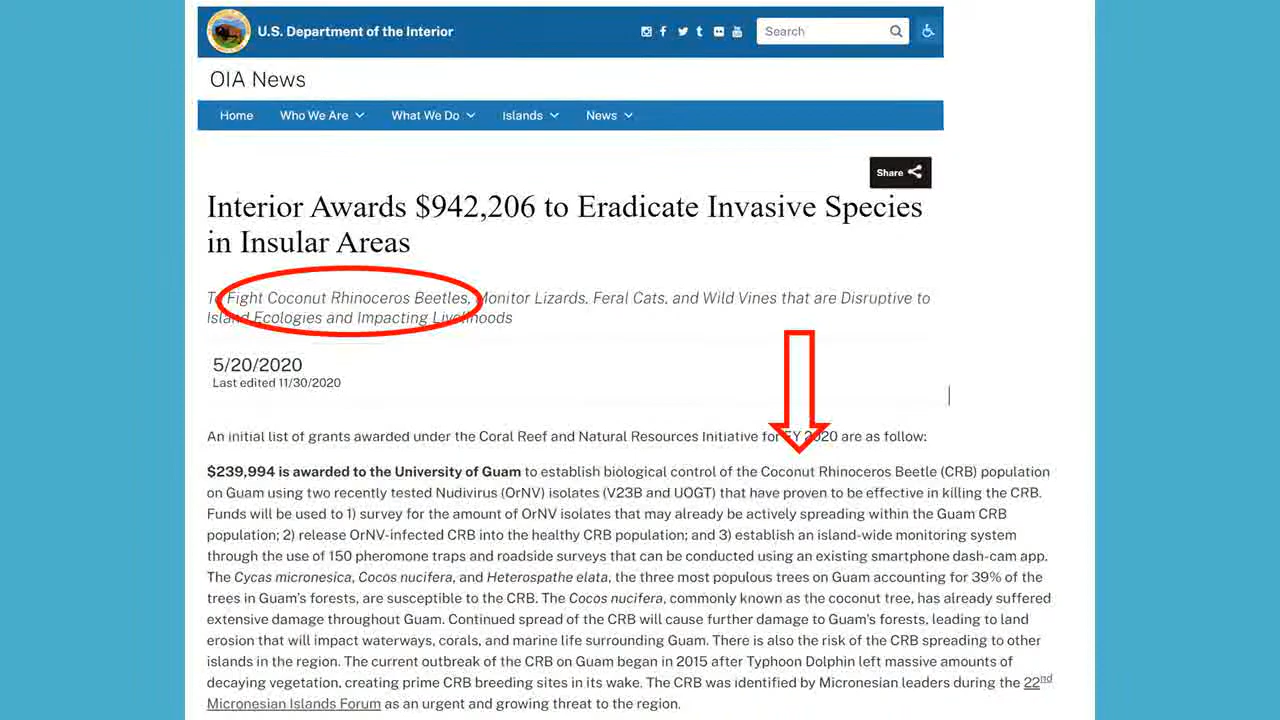 U.S. Department of the Interior
Search
OIA News
Home Who We Are What We Do Islands News
Share
Interior Awards $942,206 to Eradicate Invasive Species
in Insular Areas
To Fight Coconut Rhinoceros Beetles, Monitor Lizards, Feral Cats, and Wild Vines that are Disruptive to
Island Ecologies and Impacting Livelihoods
5/20/2020
Last edited 11/30/2020
An initial list of grants awarded under the Coral Reef and Natural Resources Initiative for FY 2020 are as follow:
$239,994 is awarded to the University of Guam to establish biological control of the Coconut Rhinoceros Beetle (CRB) population
on Guam using two recently tested Nudivirus (OrNV) isolates (V23B and UOGT) that have proven to be effective in killing the CRB.
Funds will be used to 1) survey for the amount of OrNV isolates that may already be actively spreading within the Guam CRB
population; 2) release OrNV-infected CRB into the healthy CRB population; and 3) establish an island-wide monitoring system
through the use of 150 pheromone traps and roadside surveys that can be conducted using an existing smartphone dash-cam app.
The Cycas micronesica, Cocos nucifera, and Heterospathe elata, the three most populous trees on Guam accounting for 39% of the
trees in Guam's forests, are susceptible to the CRB. The Cocos nucifera, commonly known as the coconut tree, has already suffered
extensive damage throughout Guam. Continued spread of the CRB will cause further damage to Guam's forests, leading to land
erosion that will impact waterways, corals, and marine life surrounding Guam. There is also the risk of the CRB spreading to other
islands in the region. The current outbreak of the CRB on Guam began in 2015 after Typhoon Dolphin left massive amounts of
decaying vegetation, creating prime CRB breeding sites in its wake. The CRB was identified by Micronesian leaders during the 22nd
Micronesian Islands Forum as an urgent and growing threat to the region.